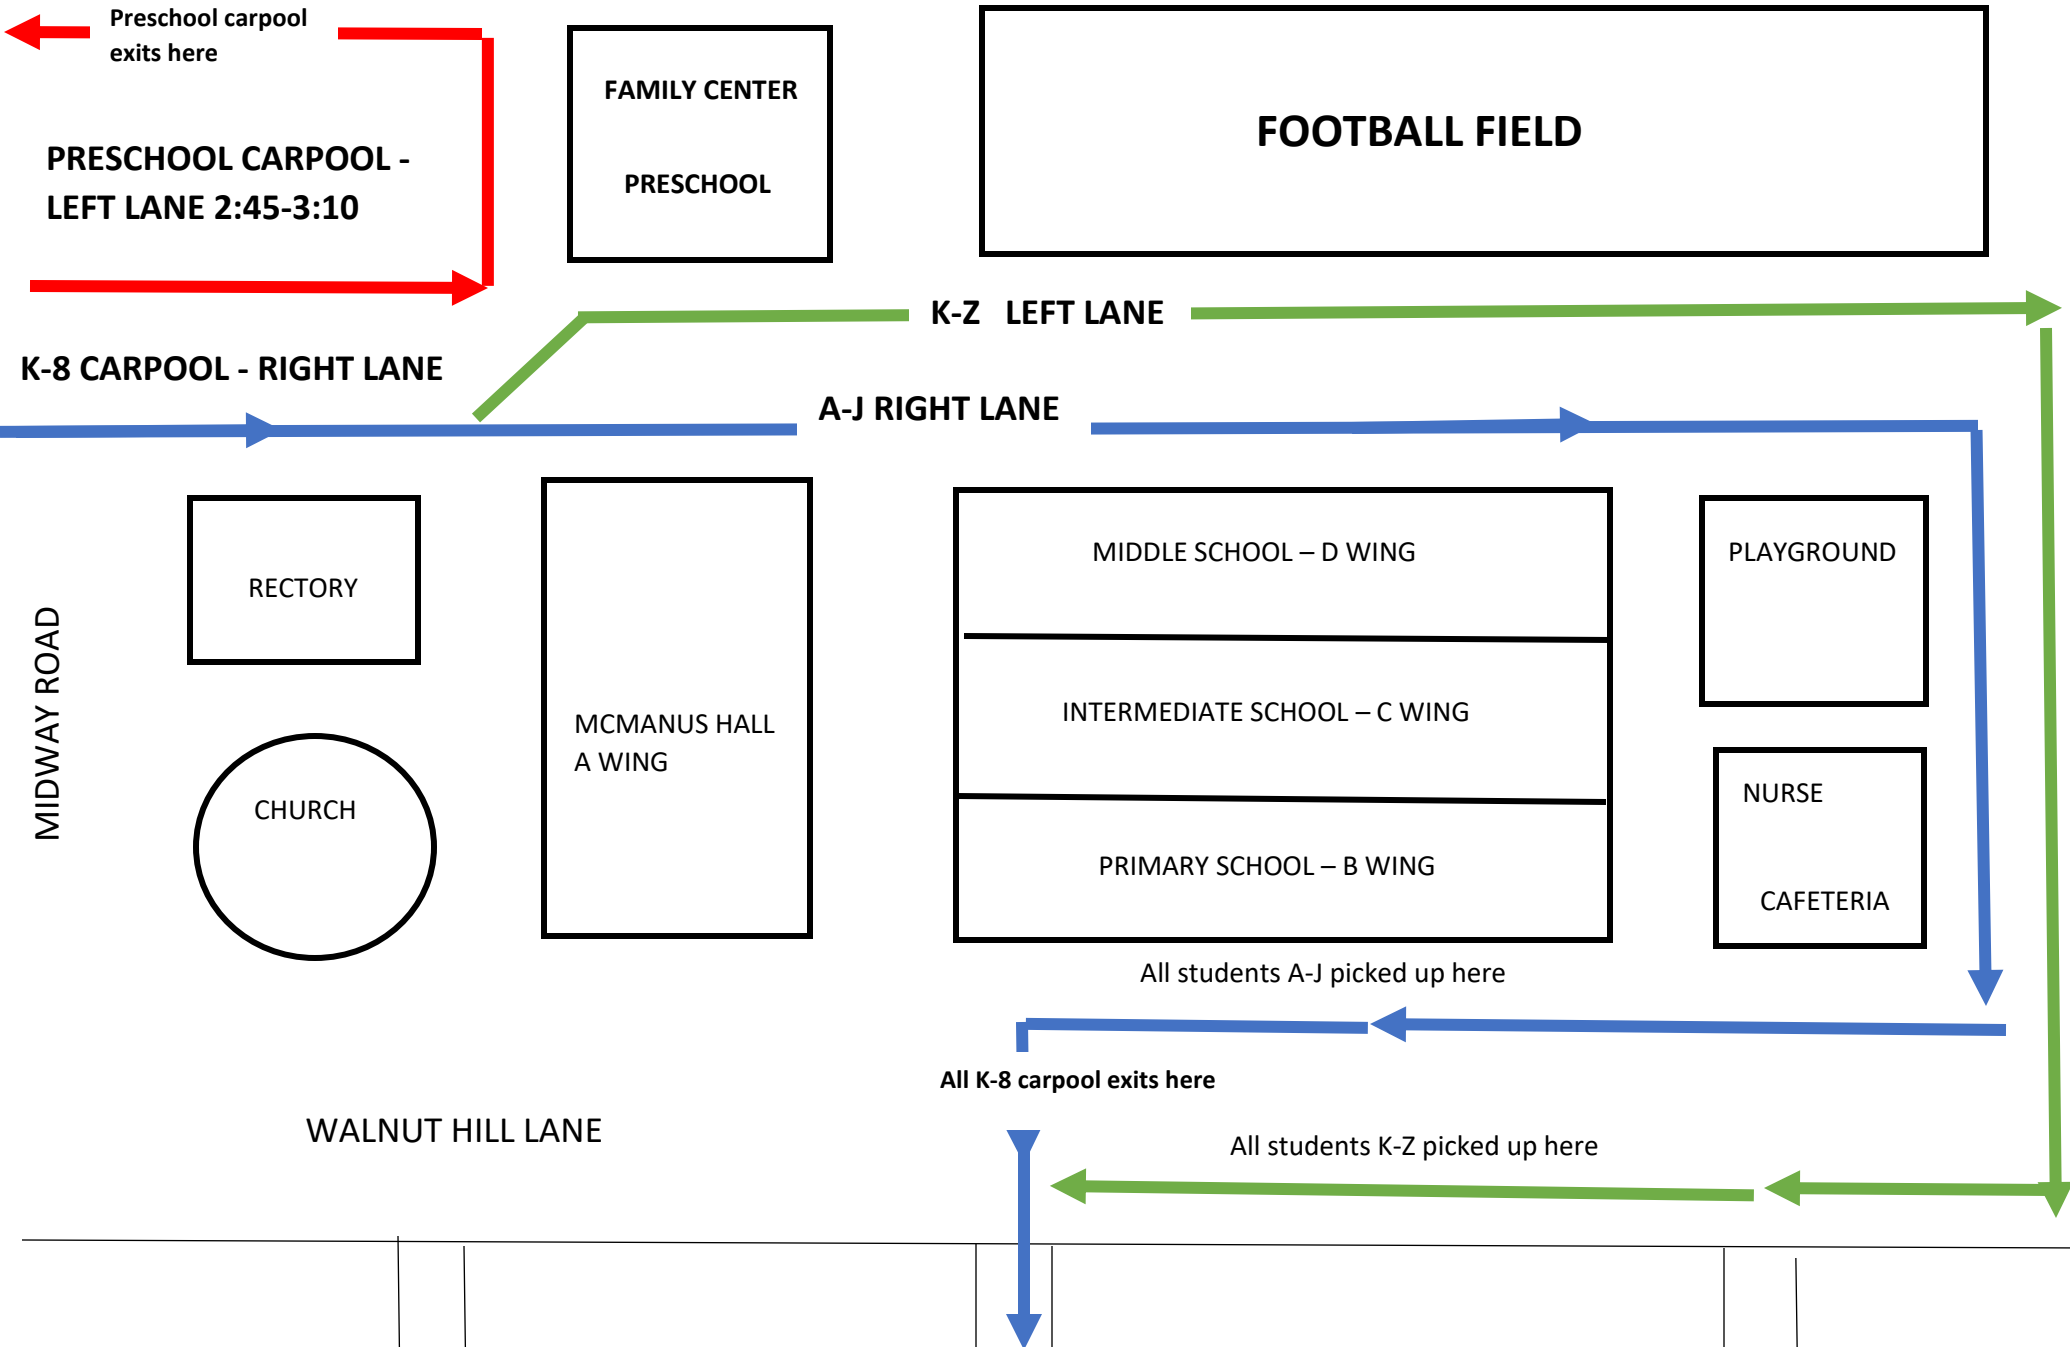 Preschool carpool
exits here
FAMILY CENTER
PRESCHOOL
FOOTBALL FIELD
PRESCHOOL CARPOOL -
LEFT LANE 2:45-3:10
K-Z LEFT LANE
K-8 CARPOOL - RIGHT LANE
A-J RIGHT LANE
RECTORY
MIDDLE SCHOOL – D WING
PLAYGROUND
MIDWAY ROAD
MCMANUS HALL
A WING
INTERMEDIATE SCHOOL – C WING
CHURCH
NURSE
PRIMARY SCHOOL – B WING
CAFETERIA
All students A-J picked up here
All K-8 carpool exits here
WALNUT HILL LANE
All students K-Z picked up here